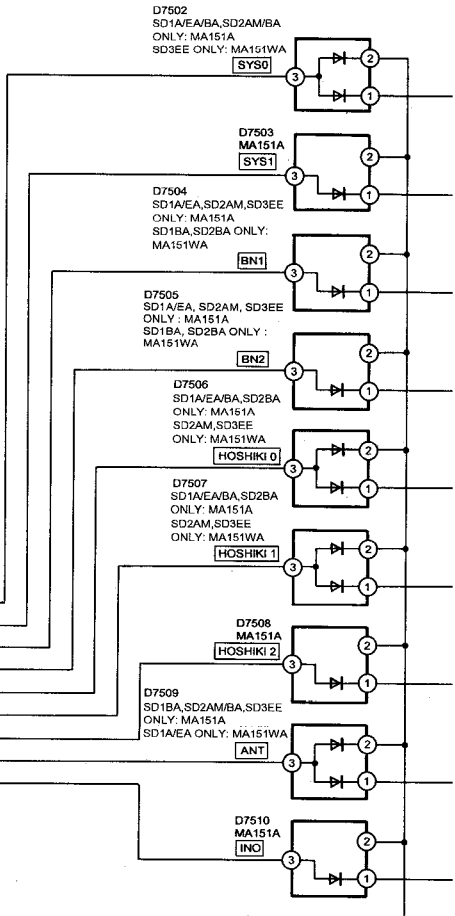 D7502
SD1A/EA/BA,SD2AM/BA
ONLY: MA151A
SD3EE ONLY: MA151WA
SYS0
3
2
1
D7503
MA151A
SYS1
3
2
1
D7504
SD1A/EA,SD2AM,SD3EE
ONLY: MA151A
SD1BA,SD2BA ONLY:
MA151WA
BN1
3
2
1
D7505
SD1A/EA, SD2AM, SD3EE
ONLY : MA151A
SD1BA, SD2BA ONLY :
MA151WA
BN2
3
2
1
D7506
SD1A/EA/BA,SD2BA
ONLY: MA151A
SD2AM,SD3EE
ONLY: MA151WA
HOSHIKI 0
3
2
1
D7507
SD1A/EA/BA,SD2BA
ONLY: MA151A
SD2AM,SD3EE
ONLY: MA151WA
HOSHIKI 1
3
2
1
D7508
MA151A
HOSHIKI 2
3
2
1
D7509
SD1BA,SD2AM/BA,SD3EE
ONLY: MA151A
SD1A/EA ONLY: MA151WA
ANT
3
2
1
D7510
MA151A
INO
3
2
1